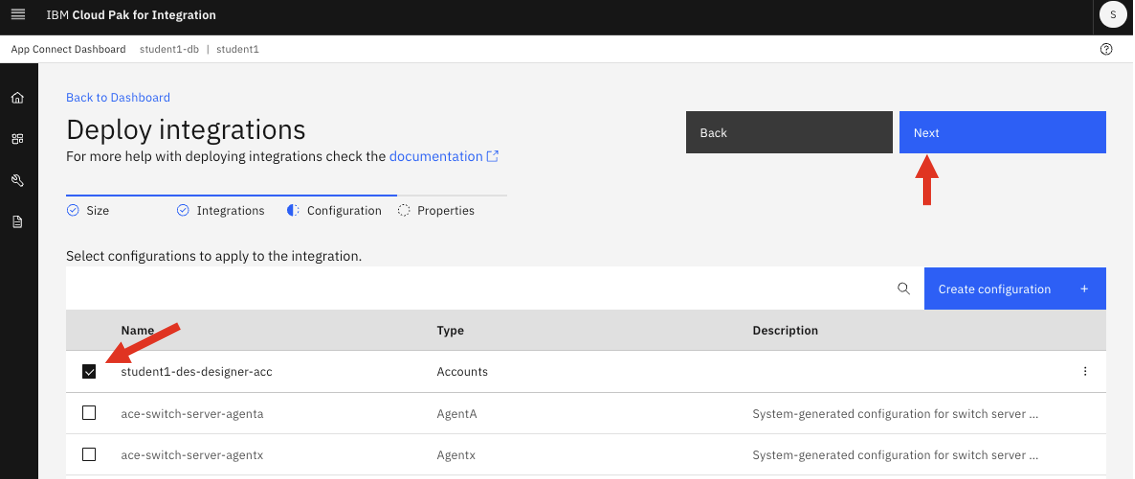 IBM Cloud Pak for Integration
S
App Connect Dashboard student1-db | student1
Back to Dashboard
Deploy integrations
Back
Next
For more help with deploying integrations check the documentation
Size
Integrations
Configuration
Properties
Select configurations to apply to the integration.
Create configuration +
Name Type Description
student1-des-designer-acc Accounts
ace-switch-server-agenta AgentA System-generated configuration for switch server ...
ace-switch-server-agentx Agentx System-generated configuration for switch server ...